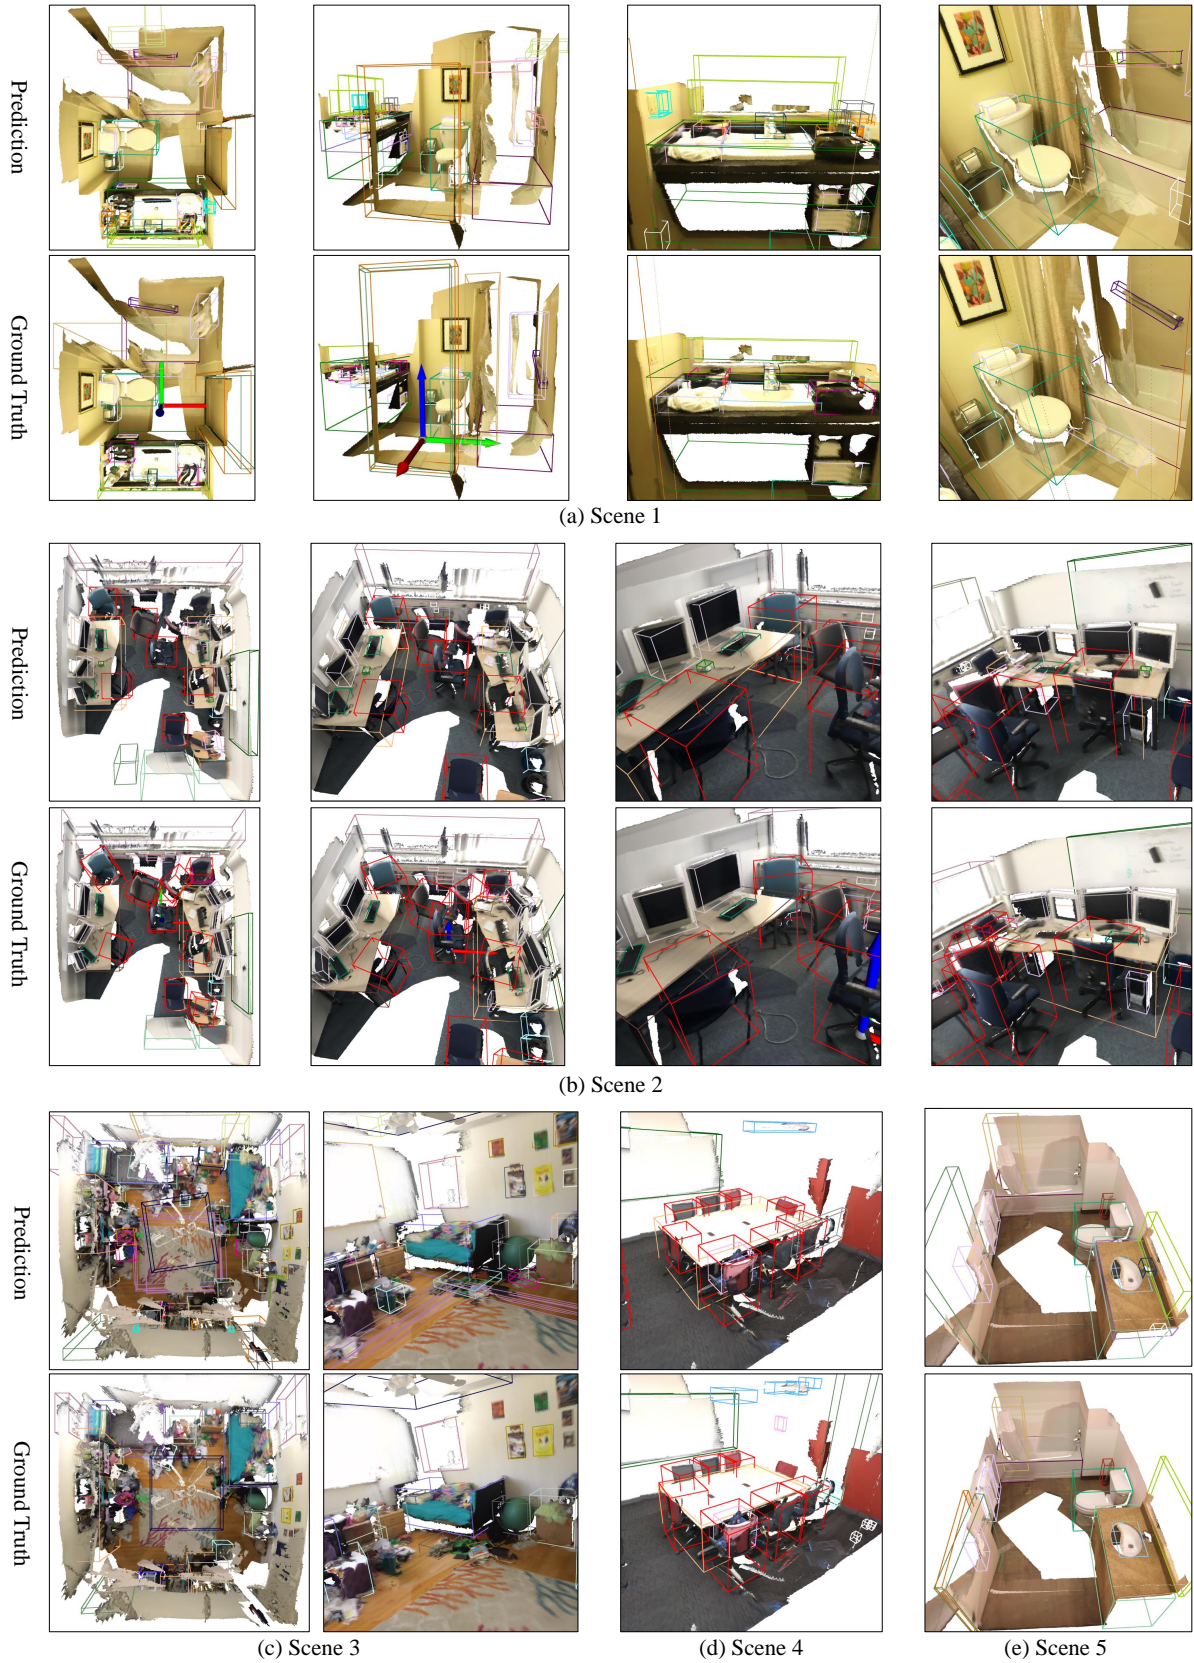 Prediction
Ground Truth
(a) Scene 1
Prediction
Ground Truth
(b) Scene 2
Prediction
Ground Truth
(c) Scene 3
(d) Scene 4
(e) Scene 5